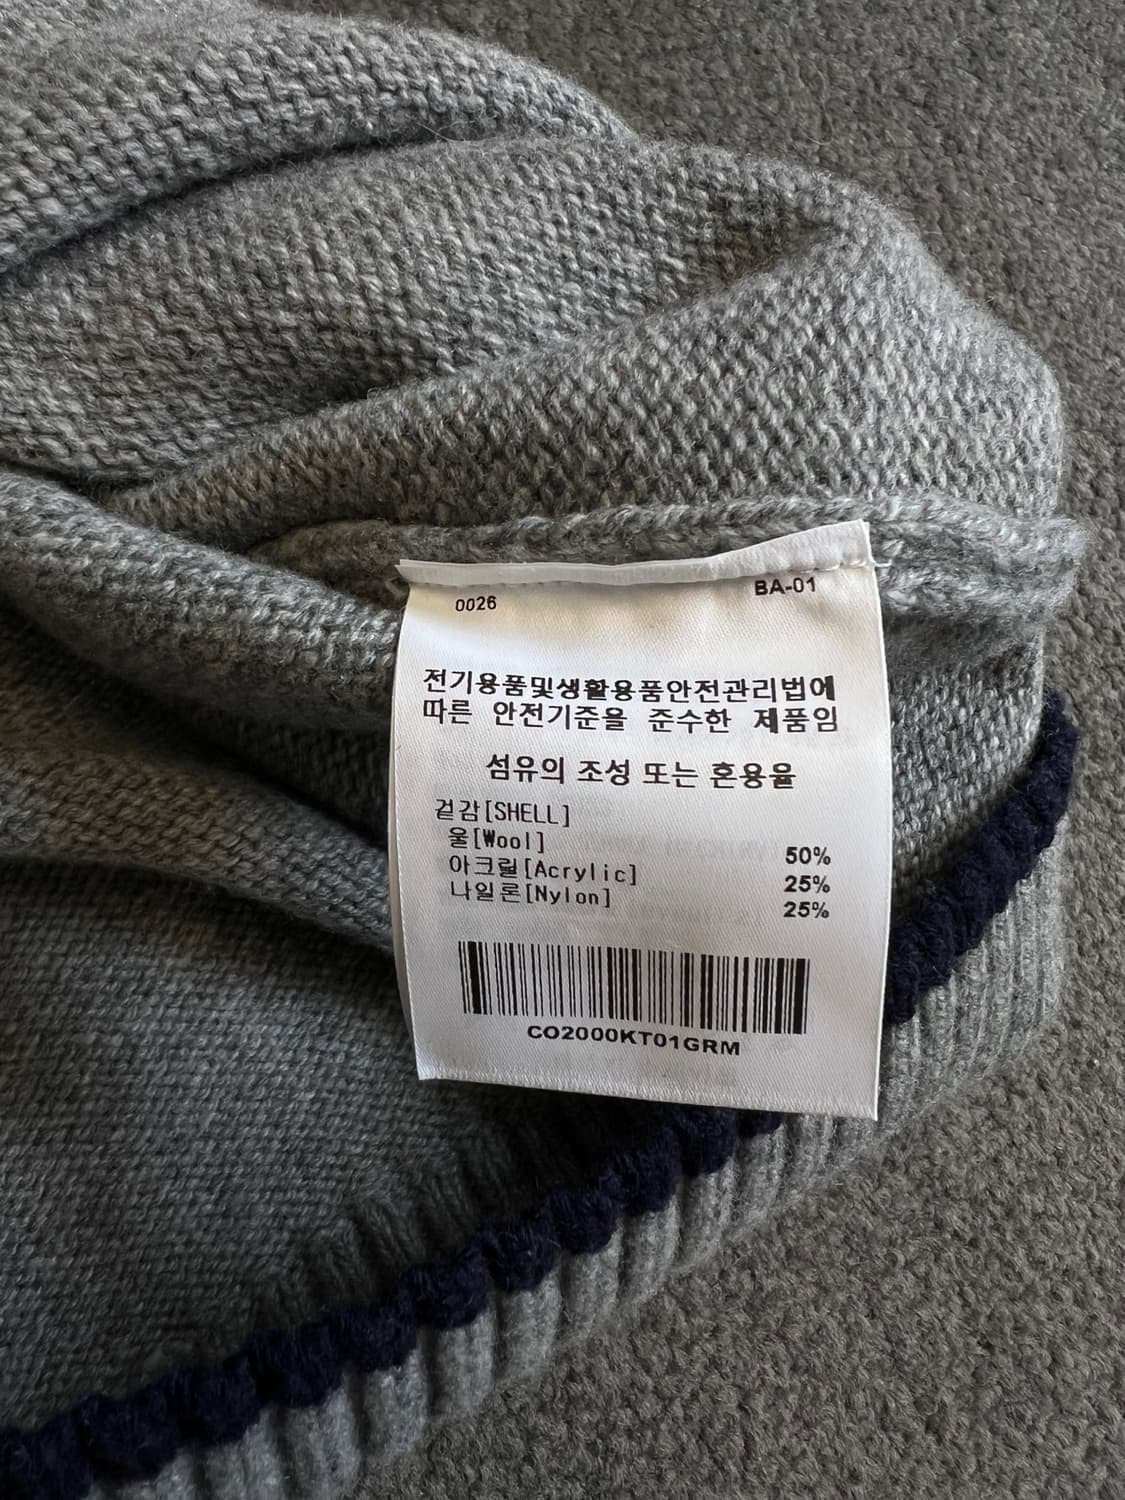 0026 BA-01
전기용품및생활용품안전관리법에
따른 안전기준을 준수한 제품임
섬유의 조성 또는 혼용율
겉감[SHELL]
울[Wool] 50%
아크릴[Acrylic] 25%
나일론[Nylon] 25%
CO2000KT01GRM